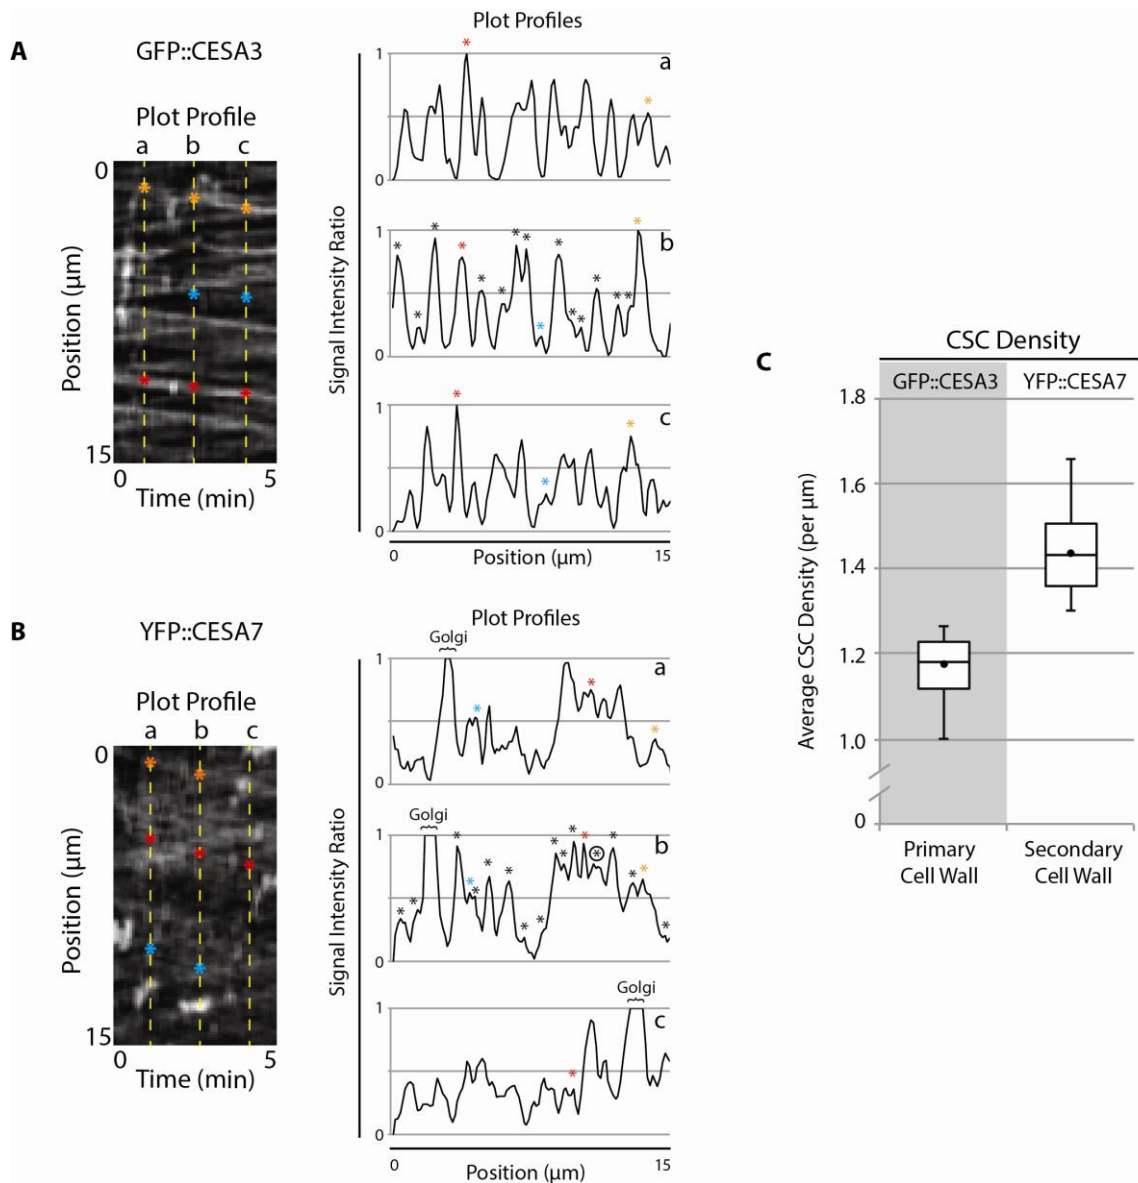 A
GFP::CESA3
Plot Profile
a b c
0
15
Position (µm)
0 5
Time (min)
Plot Profiles
1
a
*
*
0
1
b
* * * * * * * * * * * * * * * *
0
1
c
* * *
0
Signal Intensity Ratio
0 15
Position (µm)
B
YFP::CESA7
Plot Profile
a b c
0
15
Position (µm)
0 5
Time (min)
Plot Profiles
Golgi
1
a
* * *
0
Golgi
1
b
0
Golgi
1
c
*
0
Signal Intensity Ratio
0 15
Position (µm)
C
CSC Density
GFP::CESA3 YFP::CESA7
1.8
1.6
1.4
1.2
1.0
0
Average CSC Density (per µm)
Primary Secondary
Cell Wall Cell Wall